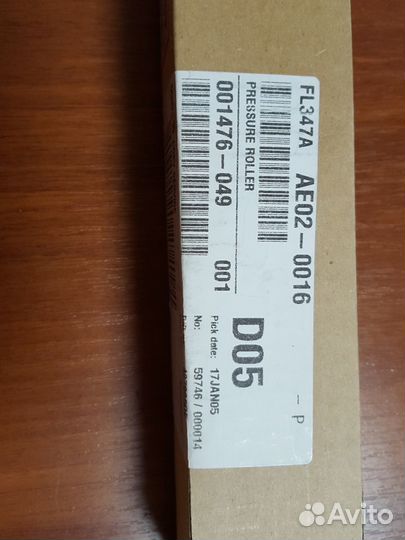 FL347A AE02-0016
PRESSURE ROLLER
001476-049 001
D05 - P
Pick date: 17JAN05
No: 59746 / 000014
Avito